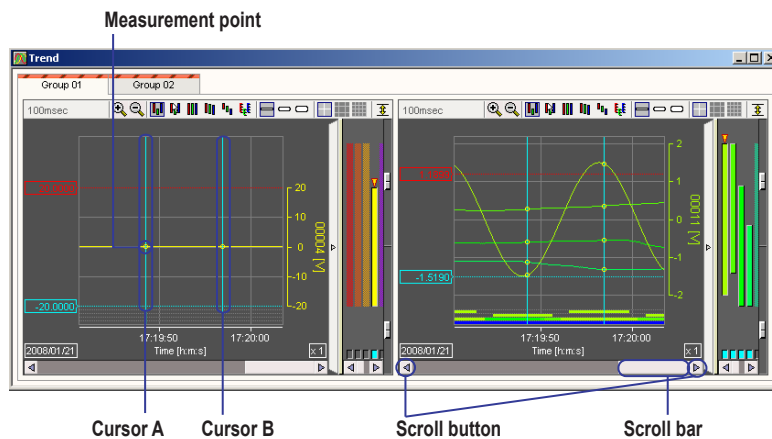 Measurement point
Trend
Group 01
Group 02
100msec
20
10
0
-10
-20
00004 [V]
-20.0000
17:19:50
17:20:00
2008/01/21
Time [h:m:s]
x 1
100msec
2
1
0
-1
-2
00011 [V]
-1.5190
17:19:50
17:20:00
2008/01/21
Time [h:m:s]
x 1
Cursor A
Cursor B
Scroll button
Scroll bar